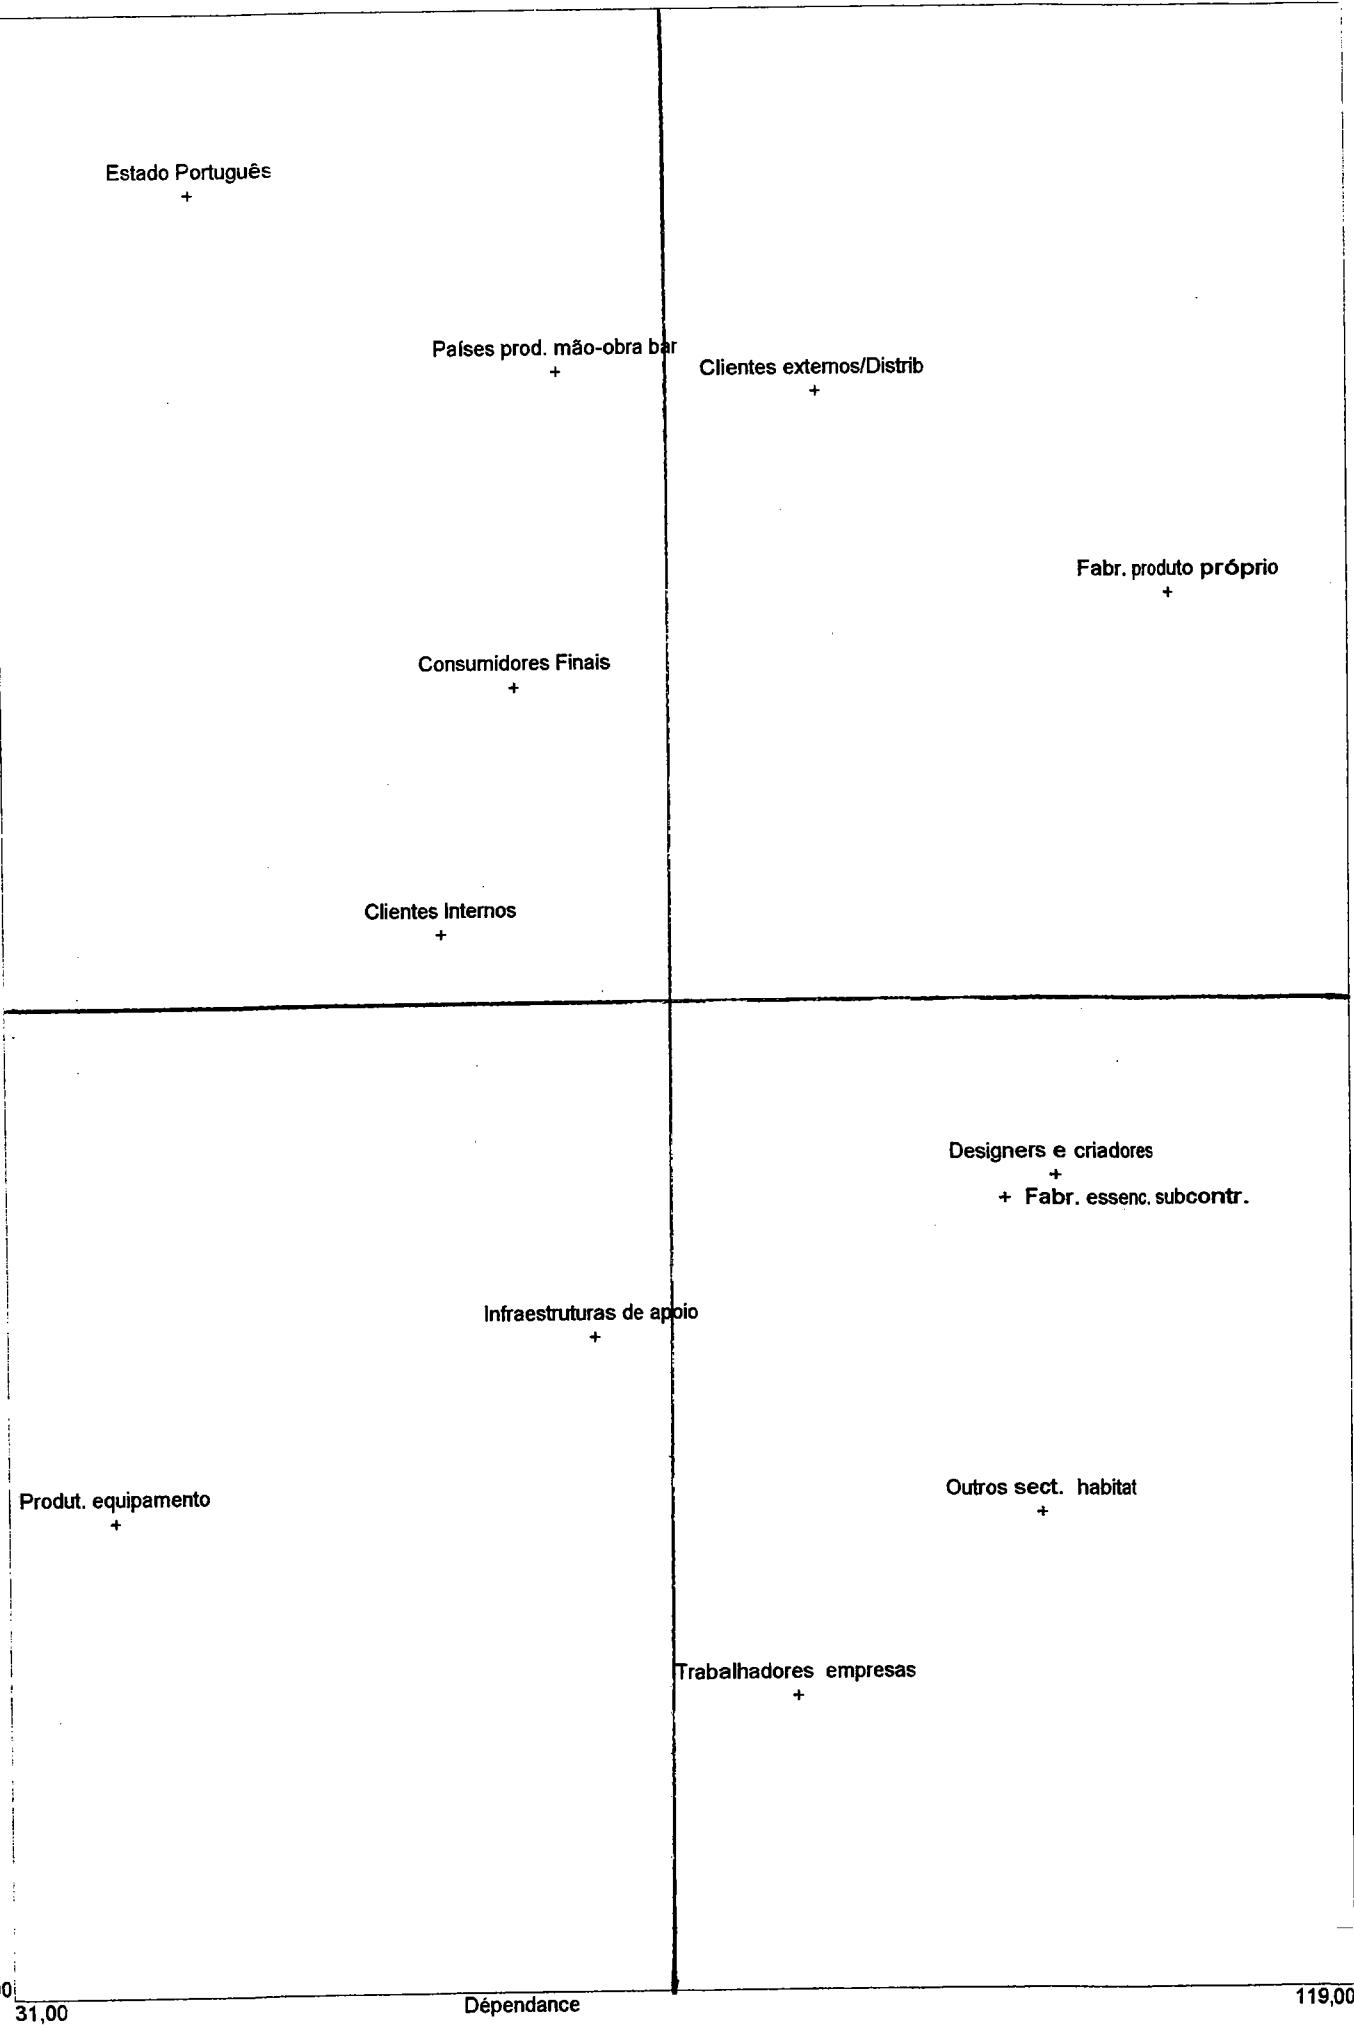 Estado Português
Países prod. mão-obra bar
Clientes externos/Distrib
Fabr. produto próprio
Consumidores Finais
Clientes Internos
Designers e criadores
Fabr. essenc. subcontr.
Infraestruturas de apoio
Outros sect. habitat
Produt. equipamento
Trabalhadores empresas
31,00
Dépendance
119,00